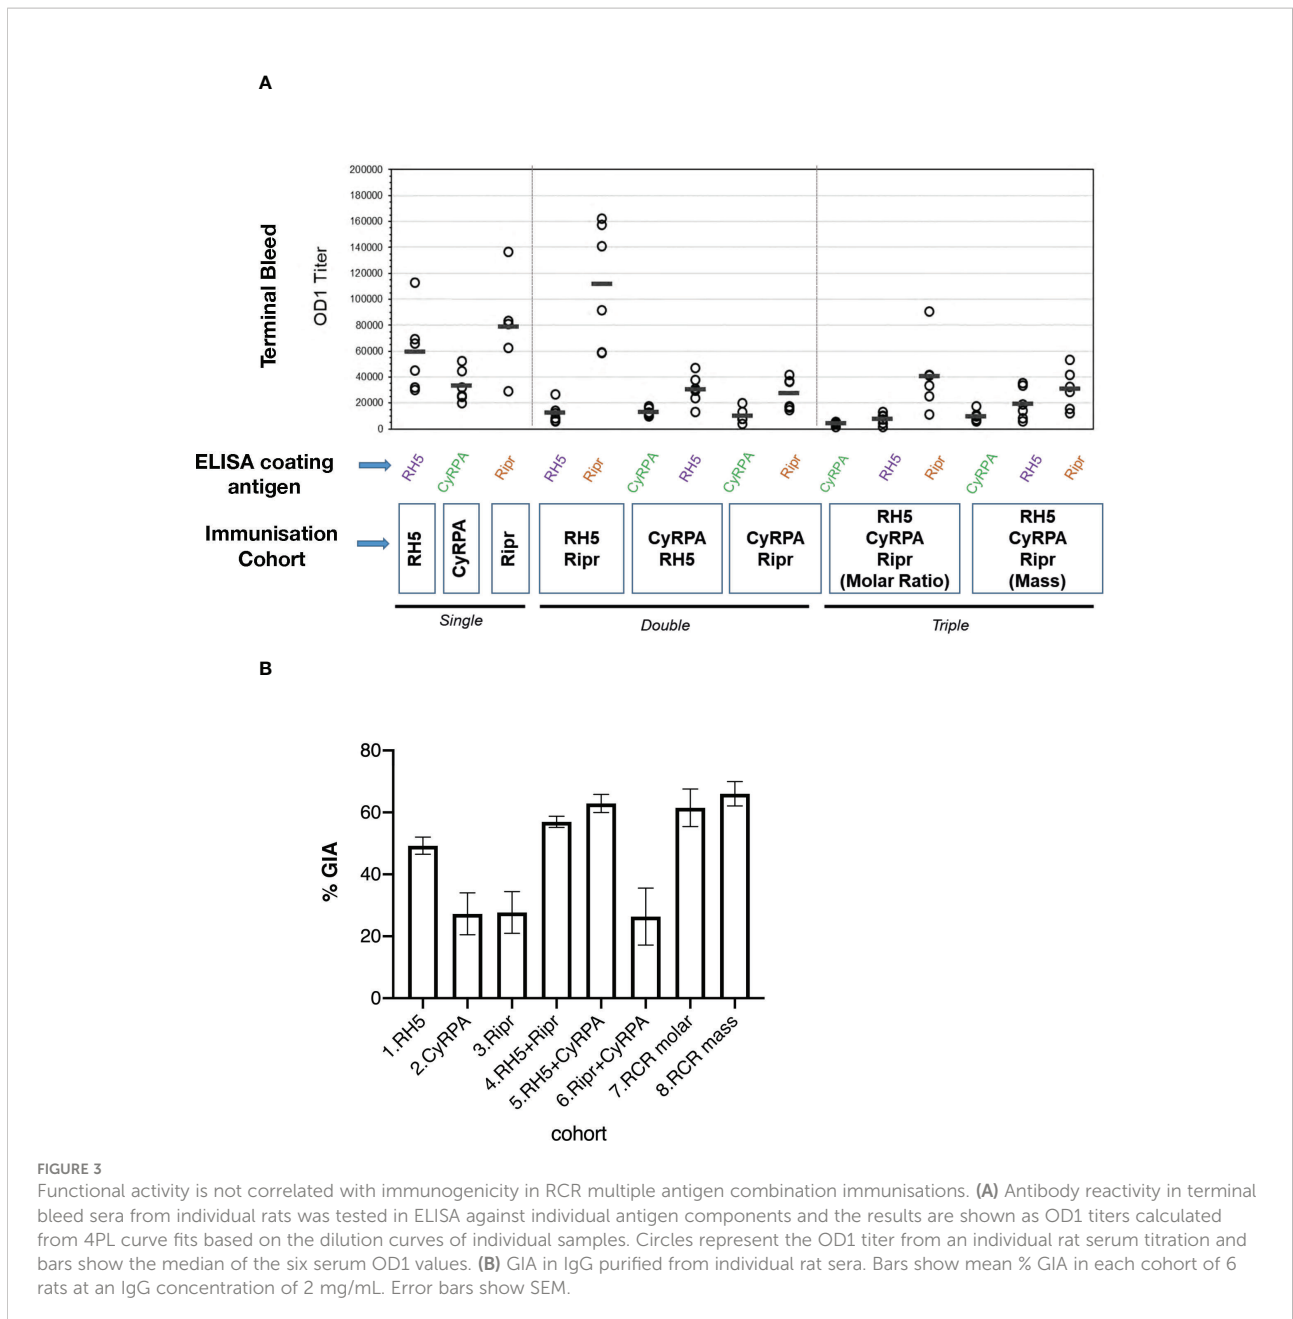 A
Terminal Bleed
OD1 Titer
200000
180000
160000
140000
120000
100000
80000
60000
40000
20000
0
ELISA coating
antigen
RH5
CyRPA
Ripr
RH5
Ripr
CyRPA
RH5
CyRPA
Ripr
CyRPA
RH5
Ripr
CyRPA
RH5
Ripr
Immunisation
Cohort
RH5
CyRPA
Ripr
RH5
Ripr
CyRPA
RH5
CyRPA
Ripr
RH5
CyRPA
Ripr
(Molar Ratio)
RH5
CyRPA
Ripr
(Mass)
Single
Double
Triple
B
% GIA
80
60
40
20
0
1.RH5
2.CyRPA
3.Ripr
4.RH5+Ripr
5.RH5+CyRPA
6.Ripr+CyRPA
7.RCR molar
8.RCR mass
cohort
FIGURE 3
Functional activity is not correlated with immunogenicity in RCR multiple antigen combination immunisations. (A) Antibody reactivity in terminal
bleed sera from individual rats was tested in ELISA against individual antigen components and the results are shown as OD1 titers calculated
from 4PL curve fits based on the dilution curves of individual samples. Circles represent the OD1 titer from an individual rat serum titration and
bars show the median of the six serum OD1 values. (B) GIA in IgG purified from individual rat sera. Bars show mean % GIA in each cohort of 6
rats at an IgG concentration of 2 mg/mL. Error bars show SEM.